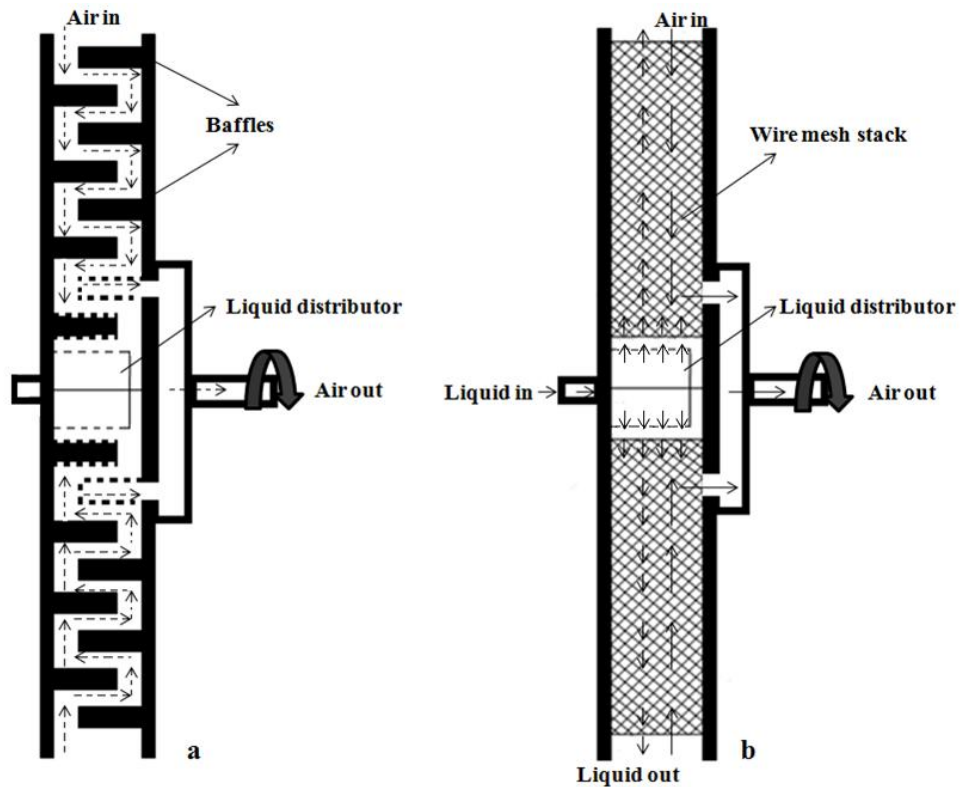 Air in
Baffles
Liquid distributor
Air out
a
Air in
Wire mesh stack
Liquid distributor
Liquid in
Air out
b
Liquid out